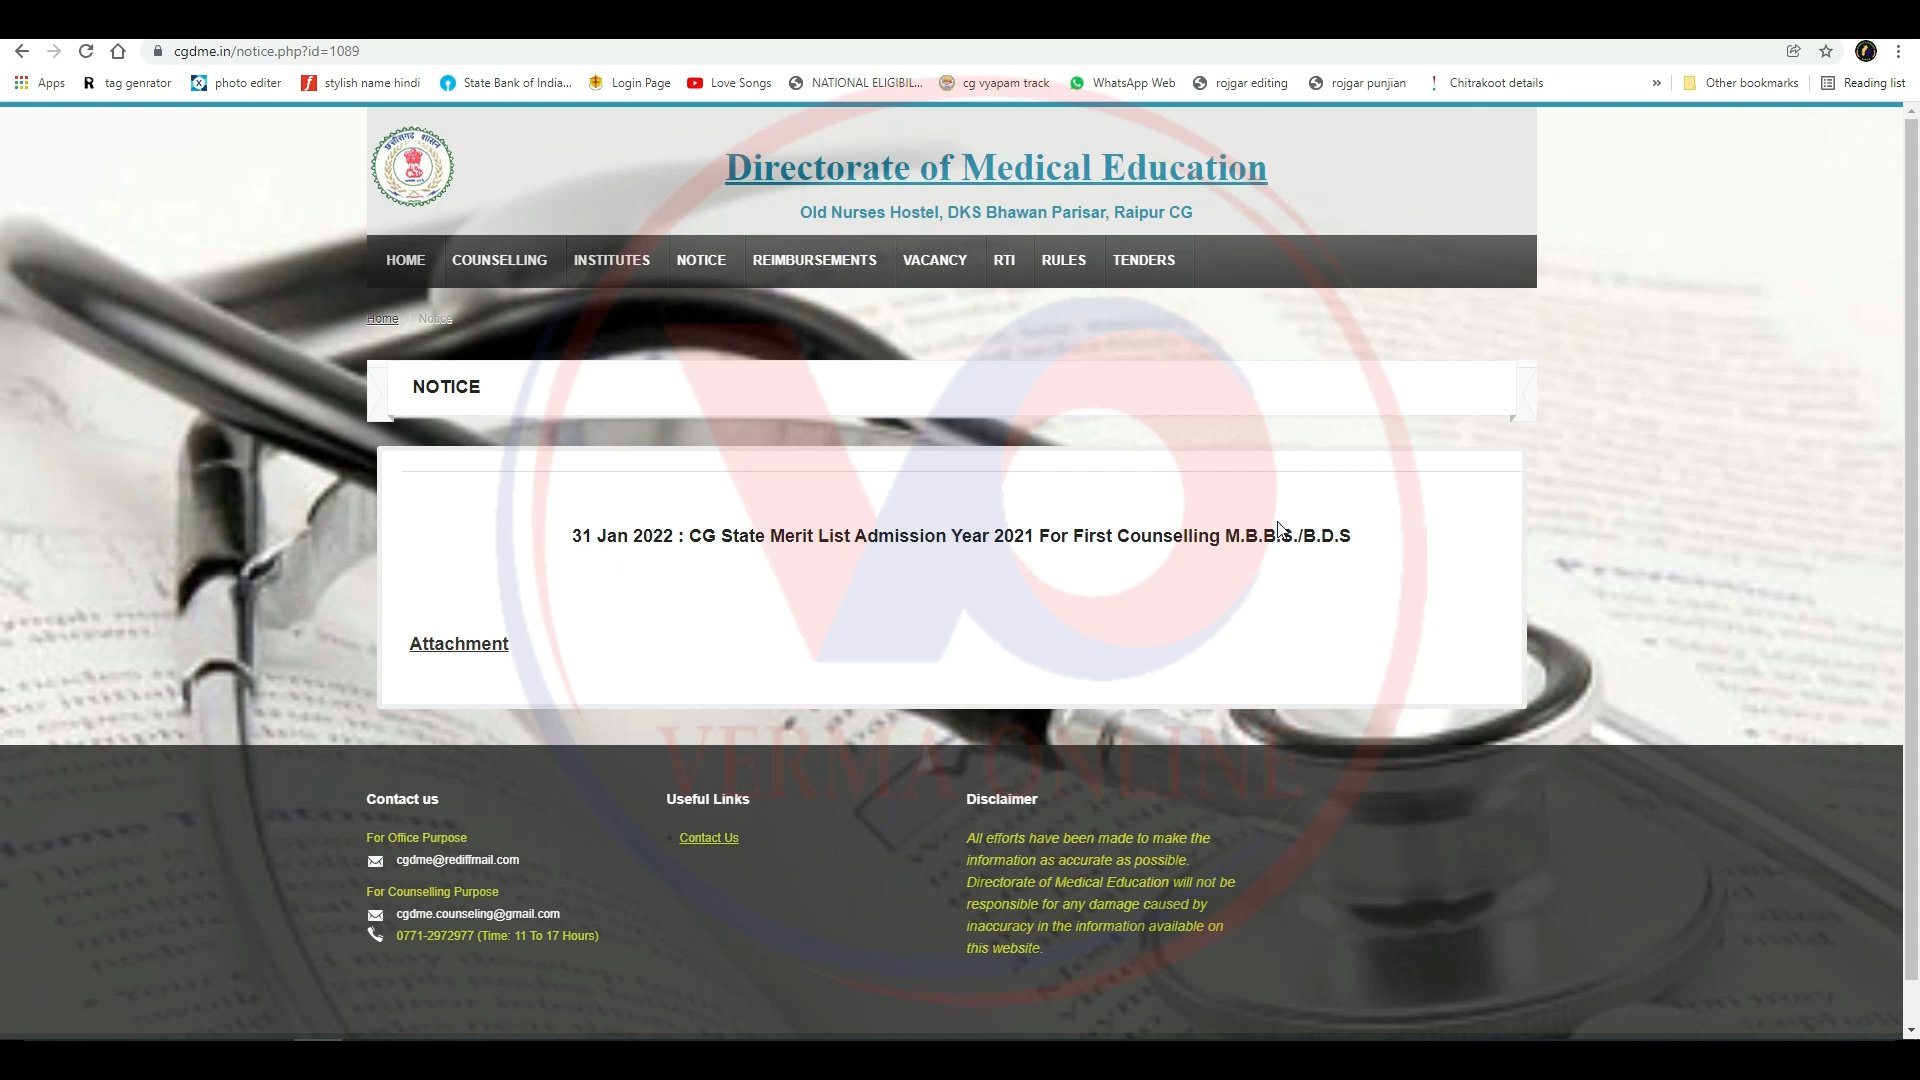 cgdme.in/notice.php?id=1089
Apps
tag genrator
photo editer
stylish name hindi
State Bank of India...
Login Page
Love Songs
NATIONAL ELIGIBIL...
cg vyapam track
WhatsApp Web
rojgar editing
rojgar punjian
Chitrakoot details
»
Other bookmarks
Reading list
छत्तीसगढ़ शासन
Directorate of Medical Education
Old Nurses Hostel, DKS Bhawan Parisar, Raipur CG
HOME COUNSELLING INSTITUTES NOTICE REIMBURSEMENTS VACANCY RTI RULES TENDERS
Home Notice
NOTICE
31 Jan 2022 : CG State Merit List Admission Year 2021 For First Counselling M.B.B.S./B.D.S
Attachment
VO
VERMA ONLINE
Contact us
For Office Purpose
cgdme@rediffmail.com
For Counselling Purpose
cgdme.counseling@gmail.com
0771-2972977 (Time: 11 To 17 Hours)
Useful Links
Contact Us
Disclaimer
All efforts have been made to make the
information as accurate as possible.
Directorate of Medical Education will not be
responsible for any damage caused by
inaccuracy in the information available on
this website.